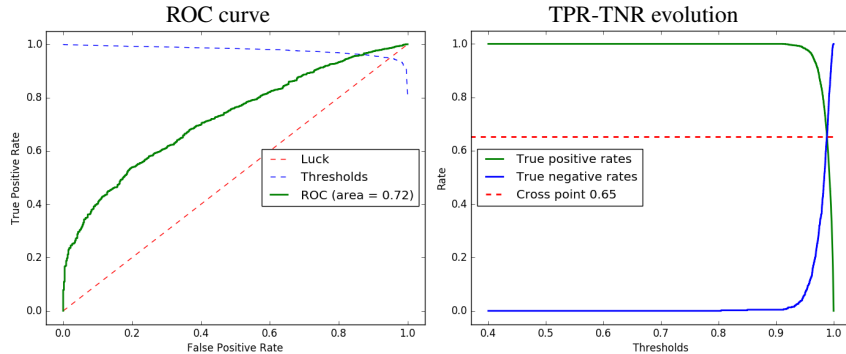 ROC curve
1.0
0.8
0.6
0.4
0.2
0.0
True Positive Rate
Luck
Thresholds
ROC (area = 0.72)
0.0 0.2 0.4 0.6 0.8 1.0
False Positive Rate
TPR-TNR evolution
1.0
0.8
0.6
0.4
0.2
0.0
Rate
True positive rates
True negative rates
Cross point 0.65
0.4 0.5 0.6 0.7 0.8 0.9 1.0
Thresholds